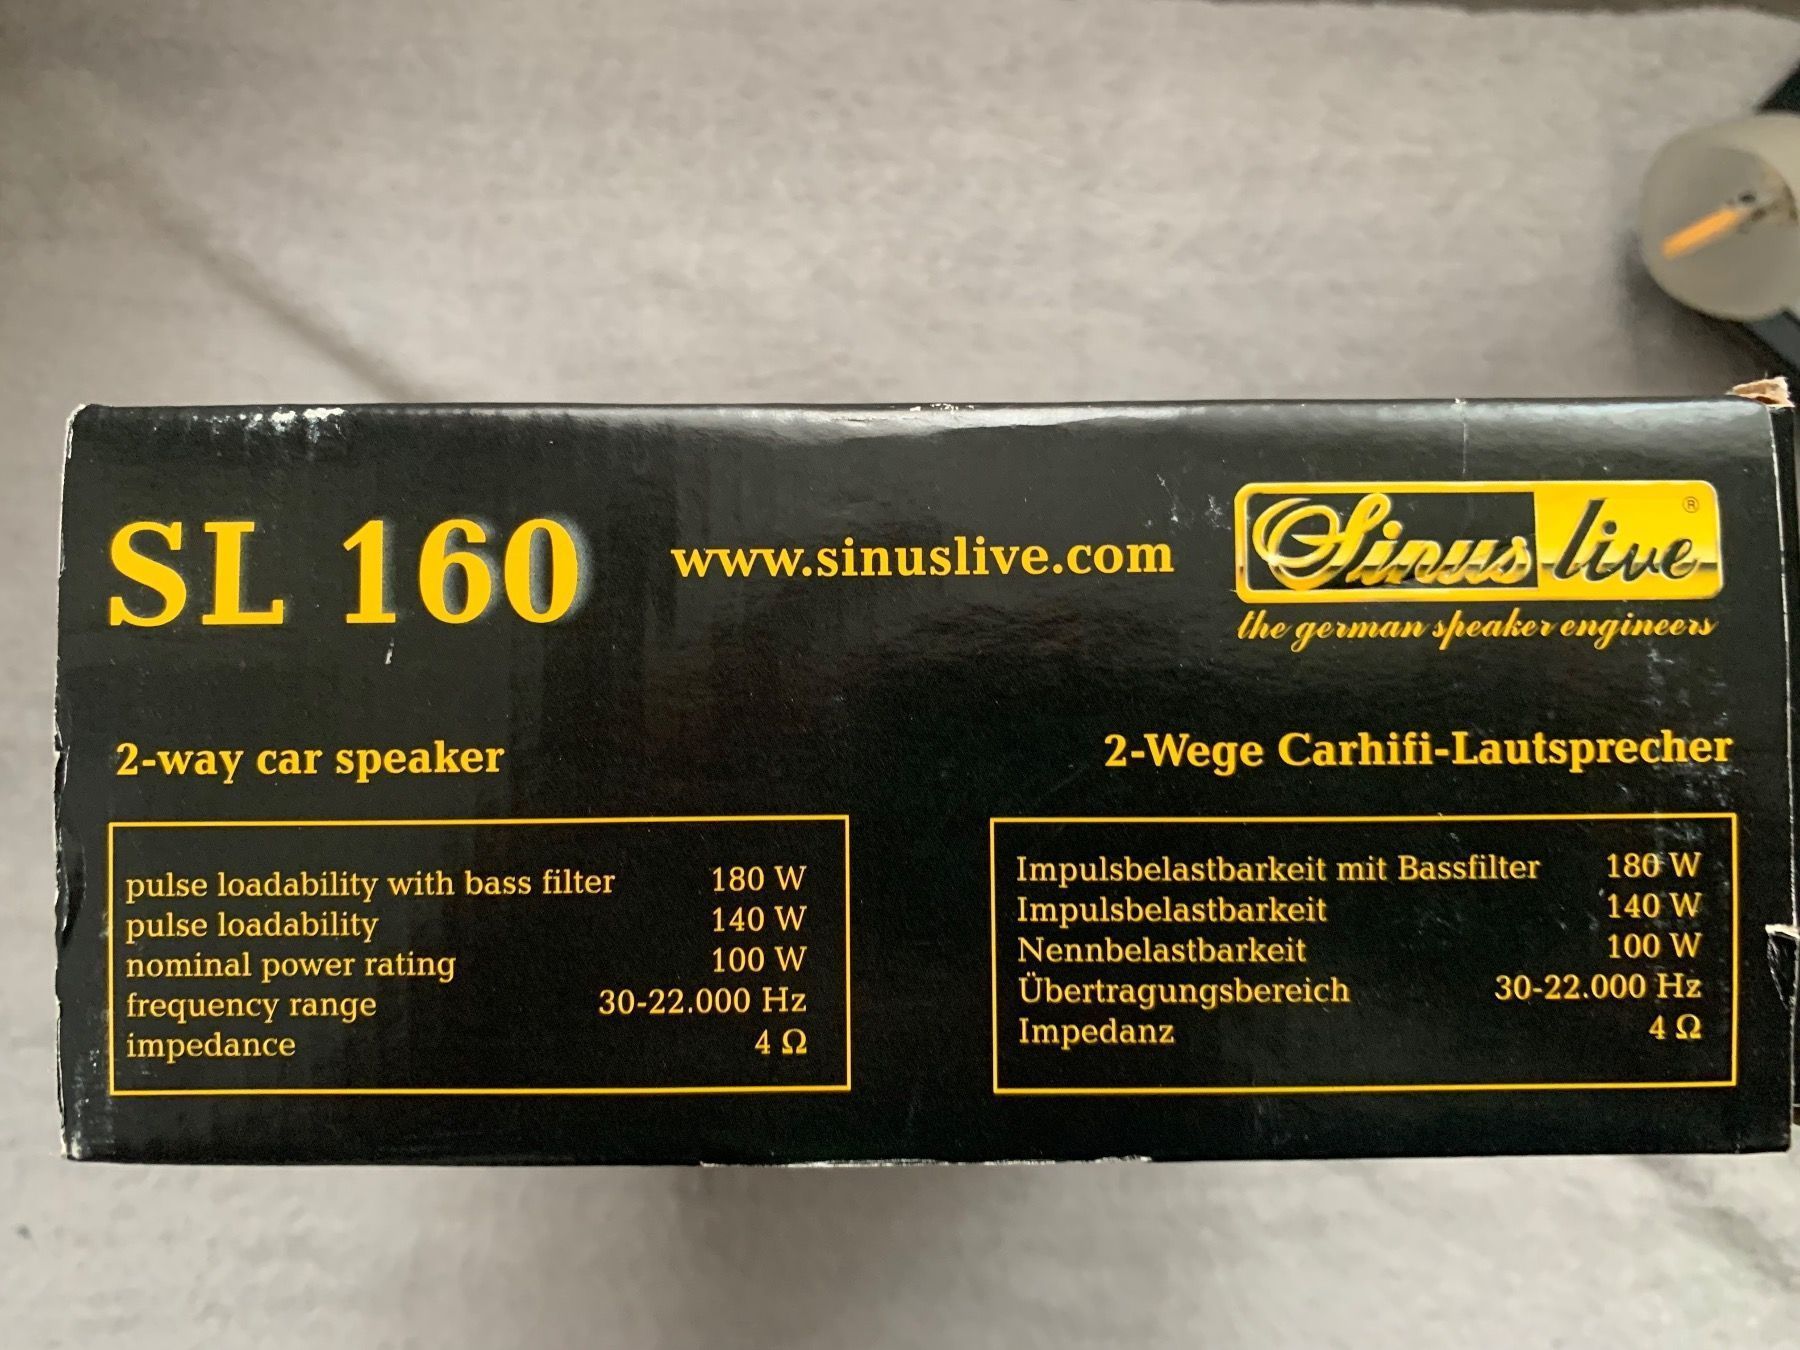 SL 160
www.sinuslive.com
Sinus live ®
the german speaker engineers
2-way car speaker
pulse loadability with bass filter 180 W
pulse loadability 140 W
nominal power rating 100 W
frequency range 30-22.000 Hz
impedance 4 Ω
2-Wege Carhifi-Lautsprecher
Impulsbelastbarkeit mit Bassfilter 180 W
Impulsbelastbarkeit 140 W
Nennbelastbarkeit 100 W
Übertragungsbereich 30-22.000 Hz
Impedanz 4 Ω